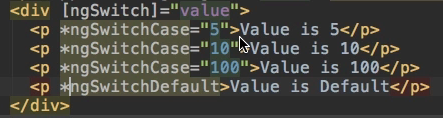 <div [ngSwitch]="value">
<p *ngSwitchCase="5">Value is 5</p>
<p *ngSwitchCase="10">Value is 10</p>
<p *ngSwitchCase="100">Value is 100</p>
<p *ngSwitchDefault>Value is Default</p>
</div>